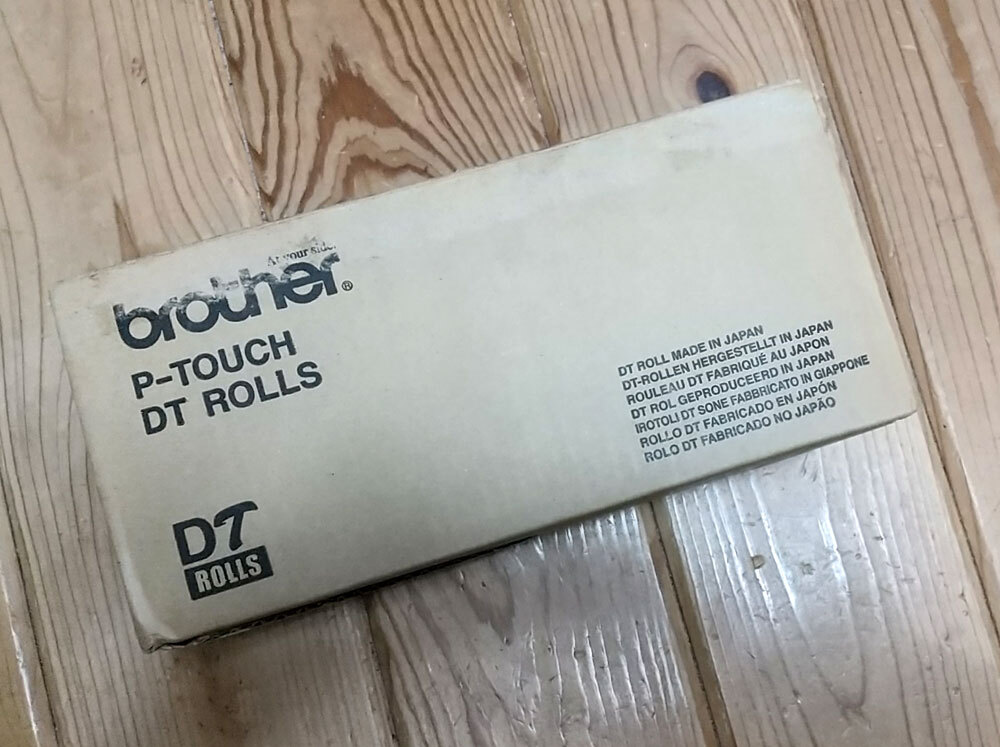 At your side.
brother®
P-TOUCH
DT ROLLS
DT
ROLLS
DT ROLL MADE IN JAPAN
DT-ROLLEN HERGESTELLT IN JAPAN
ROULEAU DT FABRIQUÉ AU JAPON
DT ROL GEPRODUCEERD IN JAPAN
IROTOLI DT SONE FABBRICATO IN GIAPPONE
ROLLO DT FABRICADO EN JAPÓN
ROLO DT FABRICADO NO JAPÃO